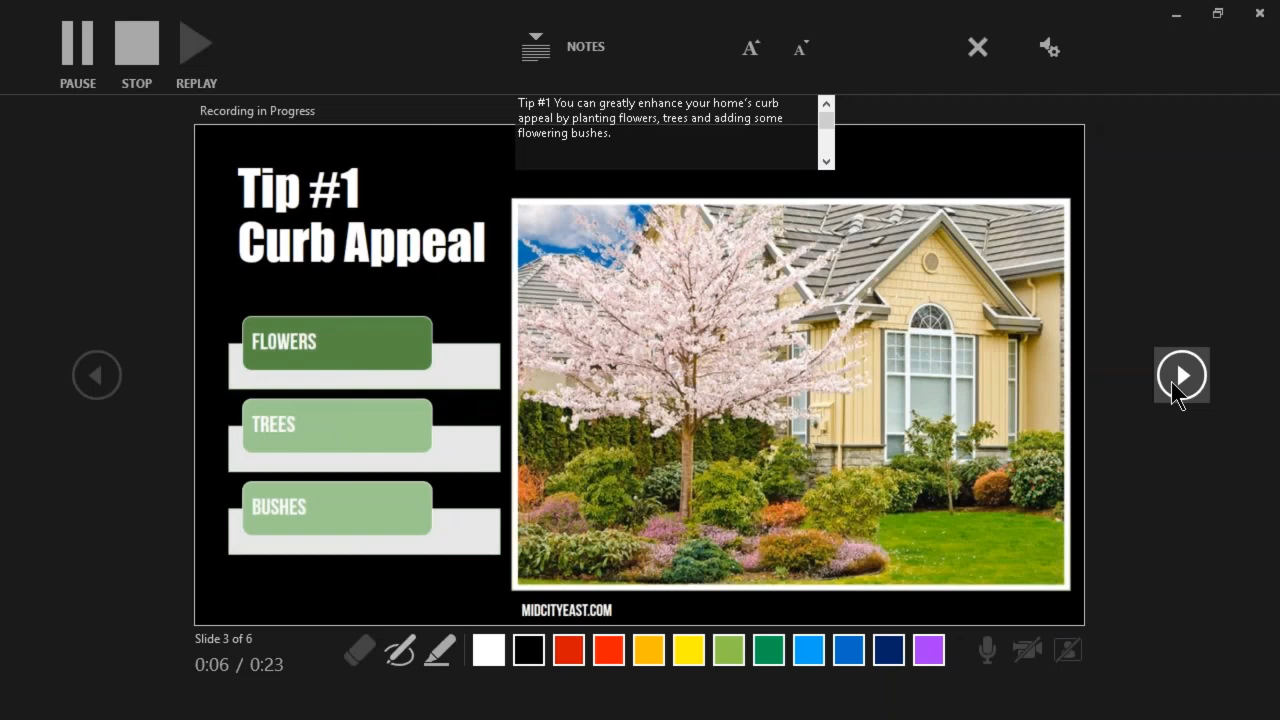 PAUSE
STOP
REPLAY
NOTES
A
A
Recording in Progress
Tip #1 You can greatly enhance your home's curb
appeal by planting flowers, trees and adding some
flowering bushes.
Tip #1
Curb Appeal
FLOWERS
TREES
BUSHES
MIDCITYEAST.COM
Slide 3 of 6
0:06 / 0:23